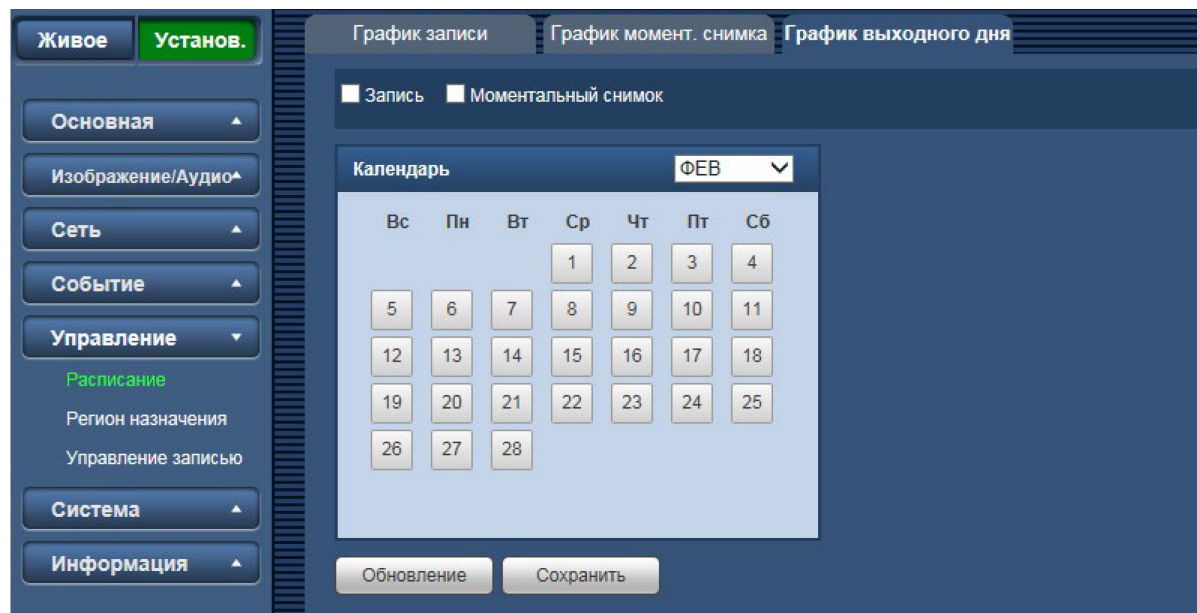 Живое Установ.
График записи График момент. снимка График выходного дня
Запись Моментальный снимок
Основная
Изображение/Аудио
Сеть
Событие
Управление
Расписание
Регион назначения
Управление записью
Система
Информация
Календарь ФЕВ
Вс Пн Вт Ср Чт Пт Сб
1 2 3 4
5 6 7 8 9 10 11
12 13 14 15 16 17 18
19 20 21 22 23 24 25
26 27 28
Обновление Сохранить